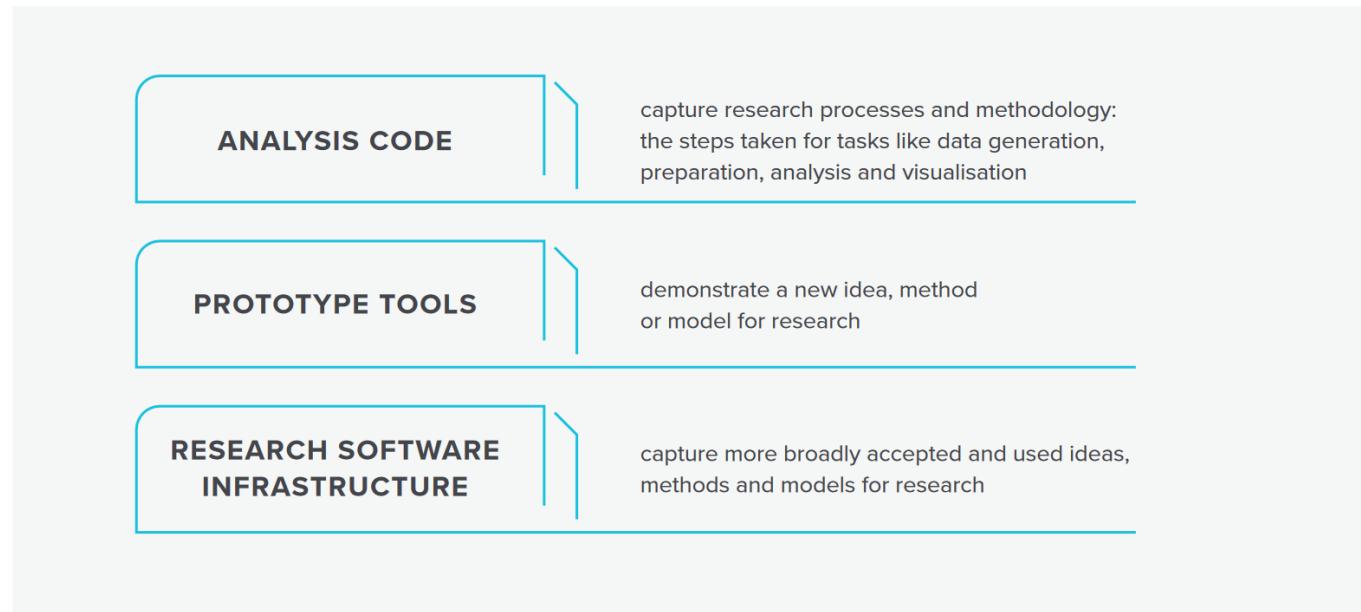 ANALYSIS CODE
capture research processes and methodology:
the steps taken for tasks like data generation,
preparation, analysis and visualisation
PROTOTYPE TOOLS
demonstrate a new idea, method
or model for research
RESEARCH SOFTWARE
INFRASTRUCTURE
capture more broadly accepted and used ideas,
methods and models for research